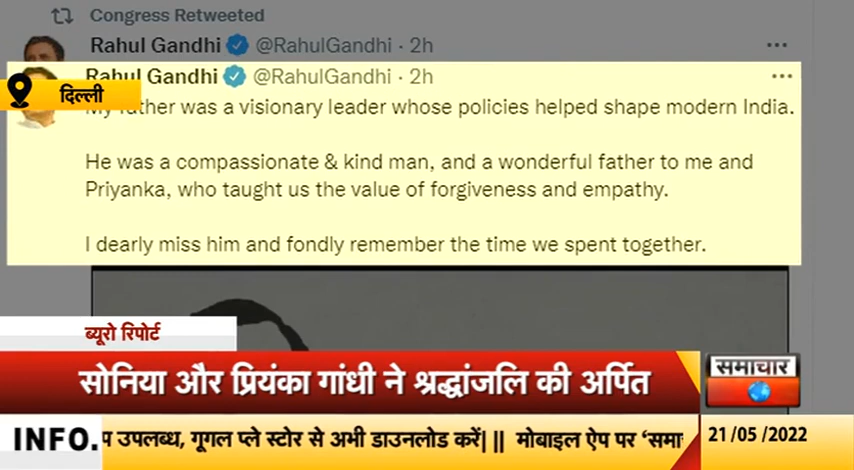 Congress Retweeted
Rahul Gandhi @RahulGandhi · 2h
Rahul Gandhi @RahulGandhi · 2h
दिल्ली
My father was a visionary leader whose policies helped shape modern India.
He was a compassionate & kind man, and a wonderful father to me and
Priyanka, who taught us the value of forgiveness and empathy.
I dearly miss him and fondly remember the time we spent together.
ब्यूरो रिपोर्ट
सोनिया और प्रियंका गांधी ने श्रद्धांजलि की अर्पित
समाचार
INFO. प उपलब्ध, गूगल प्ले स्टोर से अभी डाउनलोड करें| || मोबाइल ऐप पर ‘समा
21/05/2022